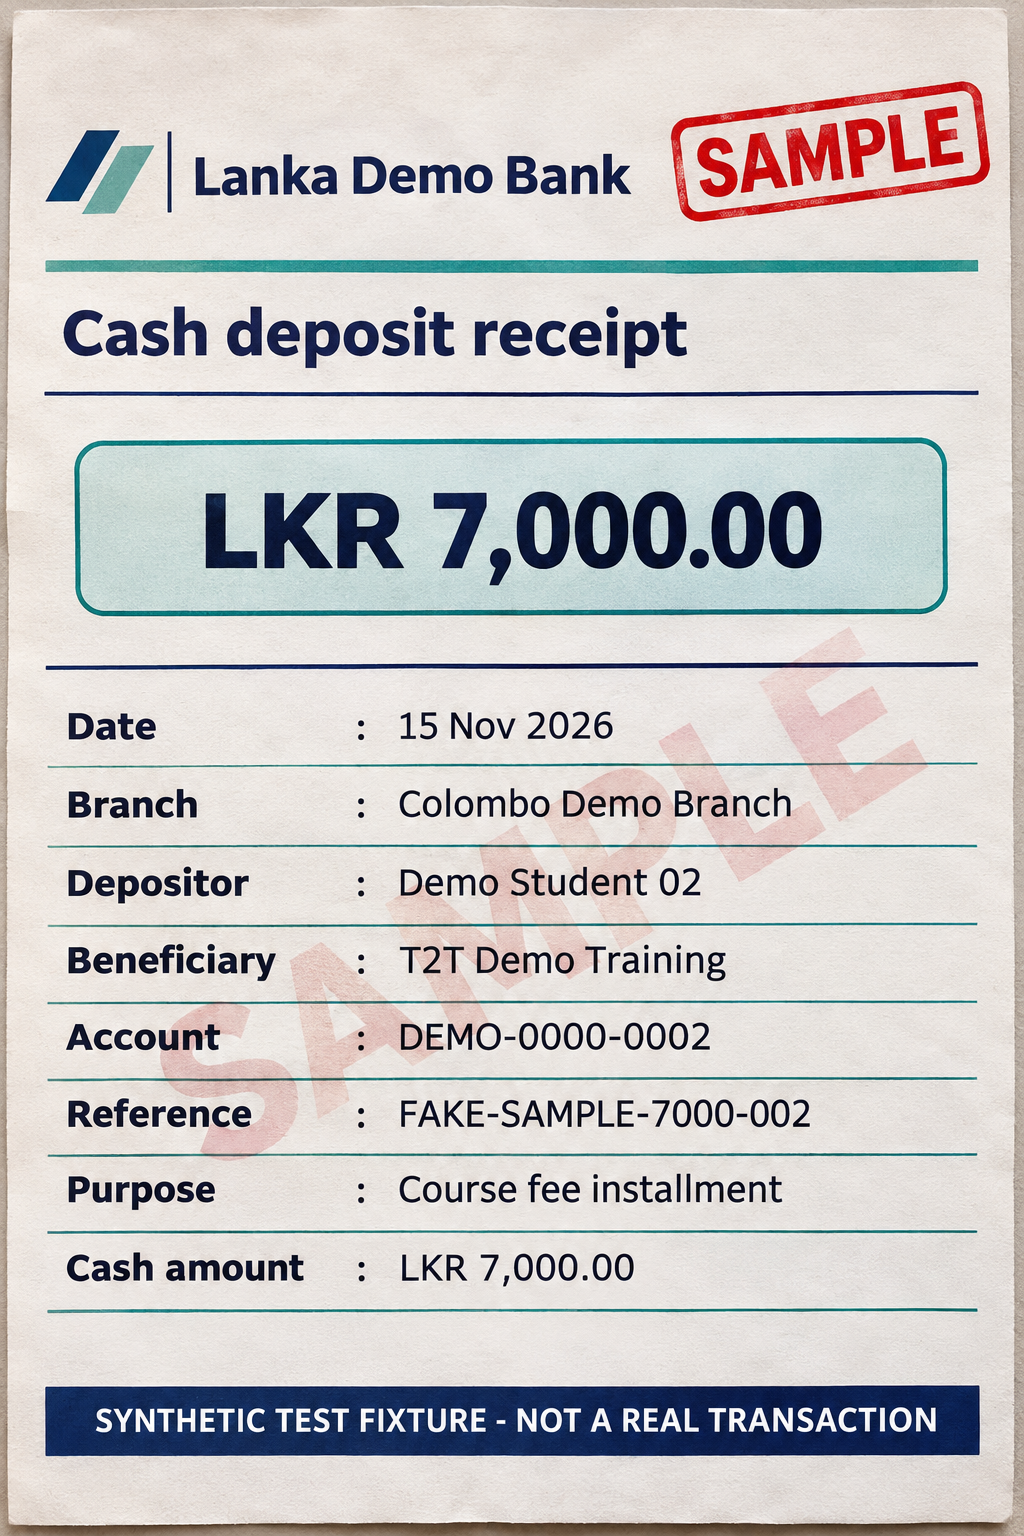 Lanka Demo Bank
SAMPLE
Cash deposit receipt
LKR 7,000.00
Date : 15 Nov 2026
Branch : Colombo Demo Branch
Depositor : Demo Student 02
Beneficiary : T2T Demo Training
Account : DEMO-0000-0002
Reference : FAKE-SAMPLE-7000-002
Purpose : Course fee installment
Cash amount : LKR 7,000.00
SAMPLE
SYNTHETIC TEST FIXTURE - NOT A REAL TRANSACTION